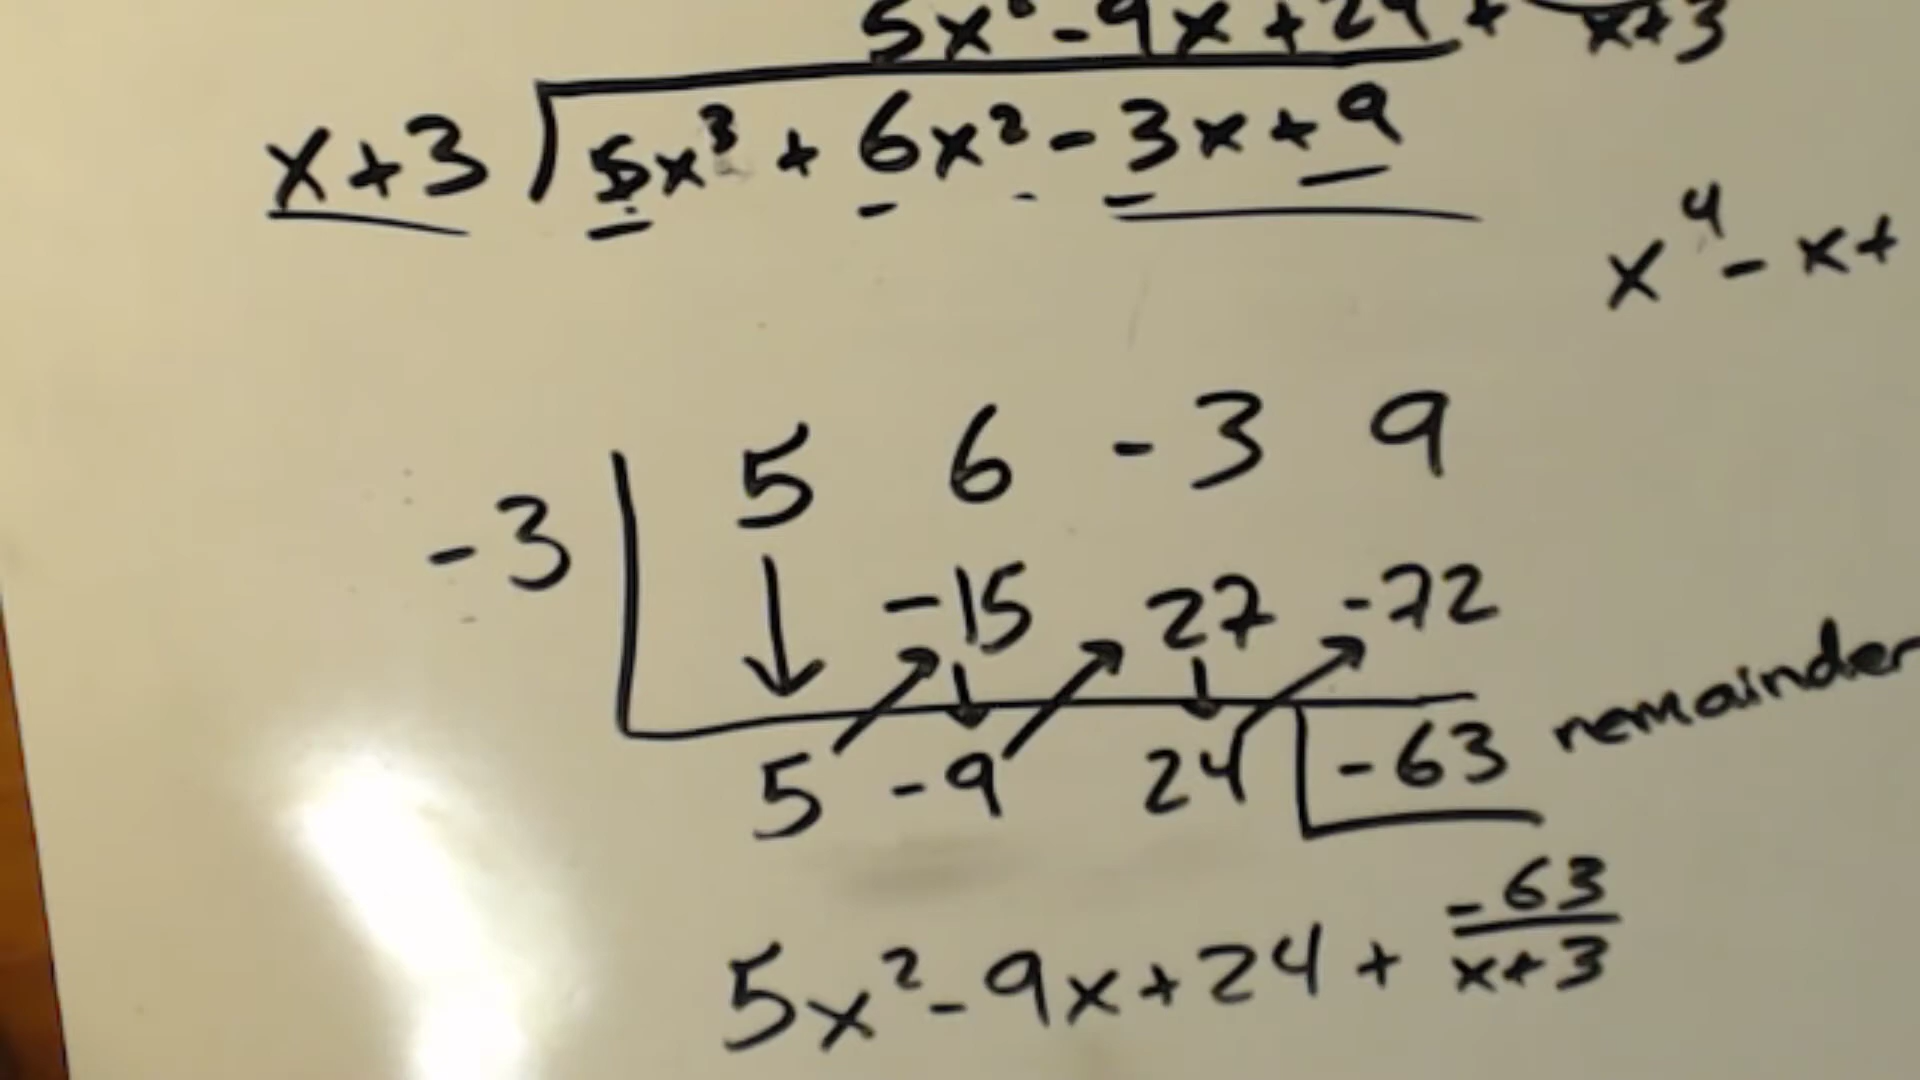 5x² - 9x + 24 + x+3
x+3 5x³ + 6x² - 3x + 9
x⁴ - x +
5 6 -3 9
-3
-15 27 -72
5 -9 24 -63 remainder
5x² - 9x + 24 + -63/x+3